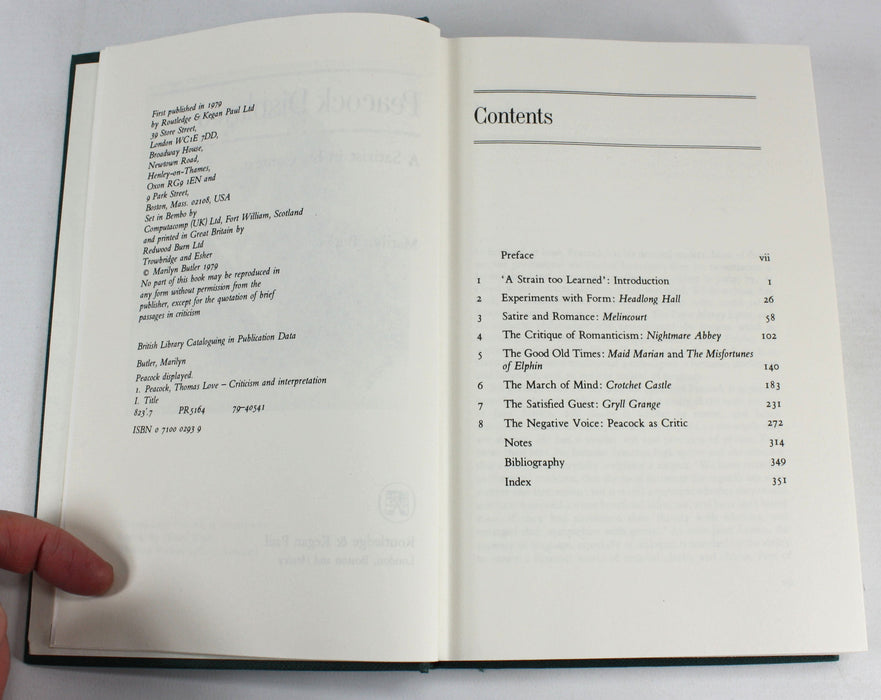 First published in 1979
by Routledge & Kegan Paul Ltd
39 Store Street,
London WC1E 7DD,
Broadway House,
Newtown Road,
Henley-on-Thames,
Oxon RG9 1EN and
9 Park Street,
Boston, Mass. 02108, USA
Set in Bembo by
Computacomp (UK) Ltd, Fort William, Scotland
and printed in Great Britain by
Redwood Burn Ltd
Trowbridge and Esher
© Marilyn Butler 1979
No part of this book may be reproduced in
any form without permission from the
publisher, except for the quotation of brief
passages in criticism
British Library Cataloguing in Publication Data
Butler, Marilyn
Peacock displayed.
1. Peacock, Thomas Love – Criticism and interpretation
I. Title
823'.7 PR5164 79-40541
ISBN 0 7100 0293 9
Contents
Preface vii
1 ‘A Strain too Learned’: Introduction 1
2 Experiments with Form: Headlong Hall 26
3 Satire and Romance: Melincourt 58
4 The Critique of Romanticism: Nightmare Abbey 102
5 The Good Old Times: Maid Marian and The Misfortunes
of Elphin 140
6 The March of Mind: Crotchet Castle 183
7 The Satisfied Guest: Gryll Grange 231
8 The Negative Voice: Peacock as Critic 272
Notes 314
Bibliography 349
Index 351